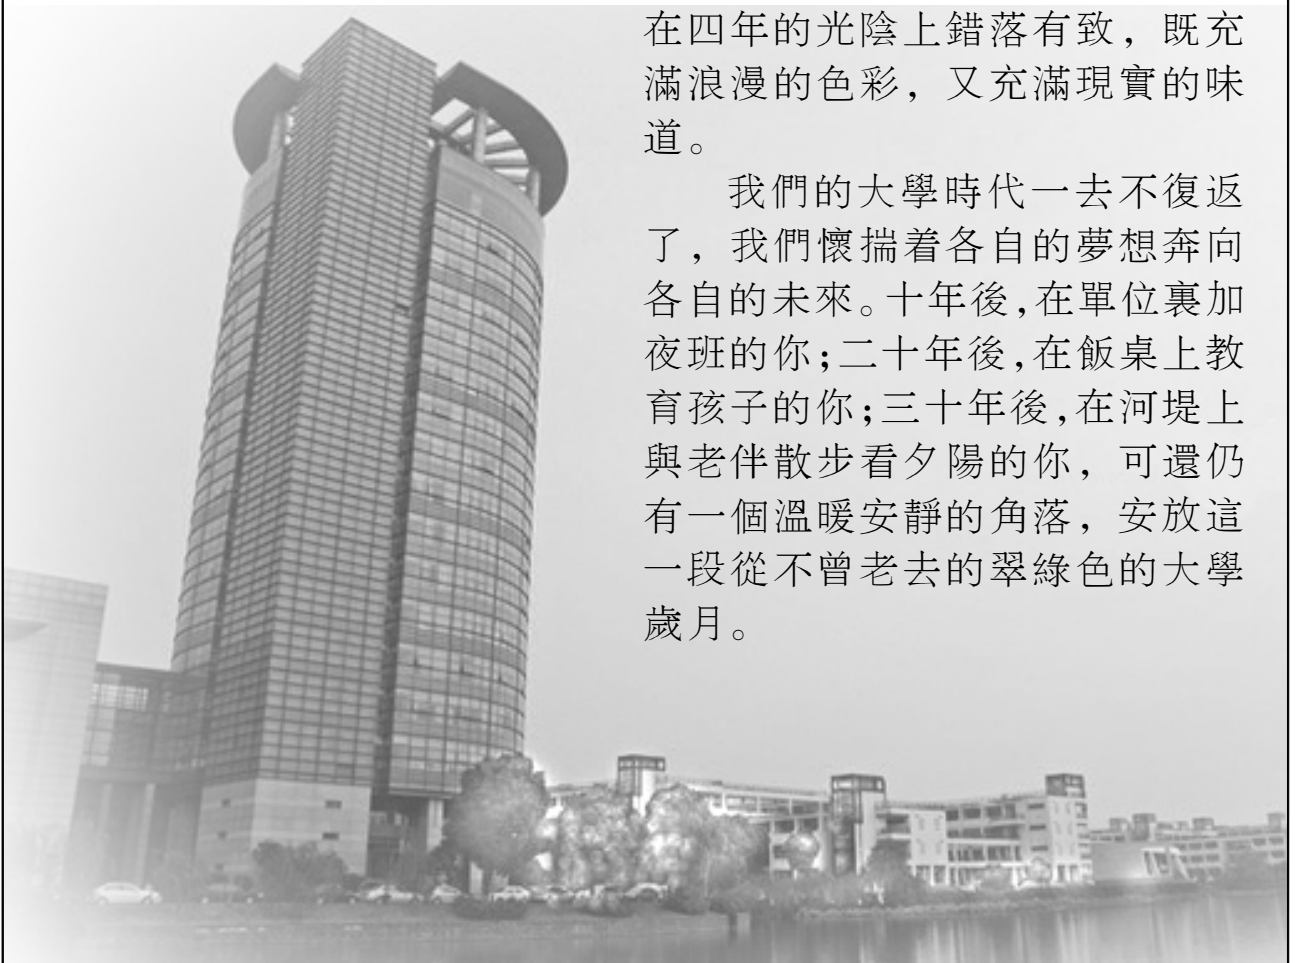 在四年的光陰上錯落有致，既充
滿浪漫的色彩，又充滿現實的味
道。
我們的大學時代一去不復返
了，我們懷揣着各自的夢想奔向
各自的未來。十年後，在單位裏加
夜班的你；二十年後，在飯桌上教
育孩子的你；三十年後，在河堤上
與老伴散步看夕陽的你，可還仍
有一個溫暖安靜的角落，安放這
一段從不曾老去的翠綠色的大學
歲月。